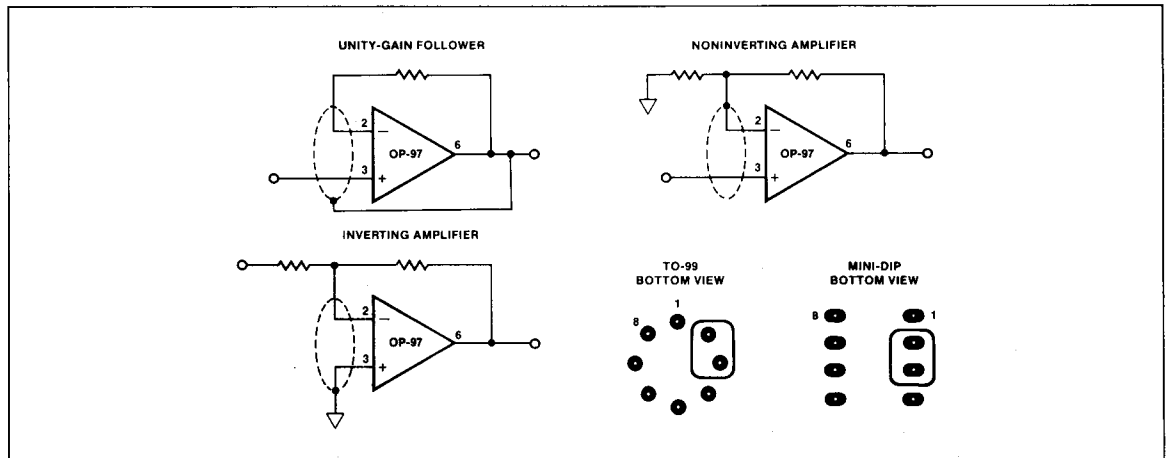 UNITY-GAIN FOLLOWER
2
−
OP-97
6
3
+
NONINVERTING AMPLIFIER
2
−
OP-97
6
3
+
INVERTING AMPLIFIER
2
−
OP-97
6
3
+
TO-99
BOTTOM VIEW
1
8
MINI-DIP
BOTTOM VIEW
8
1